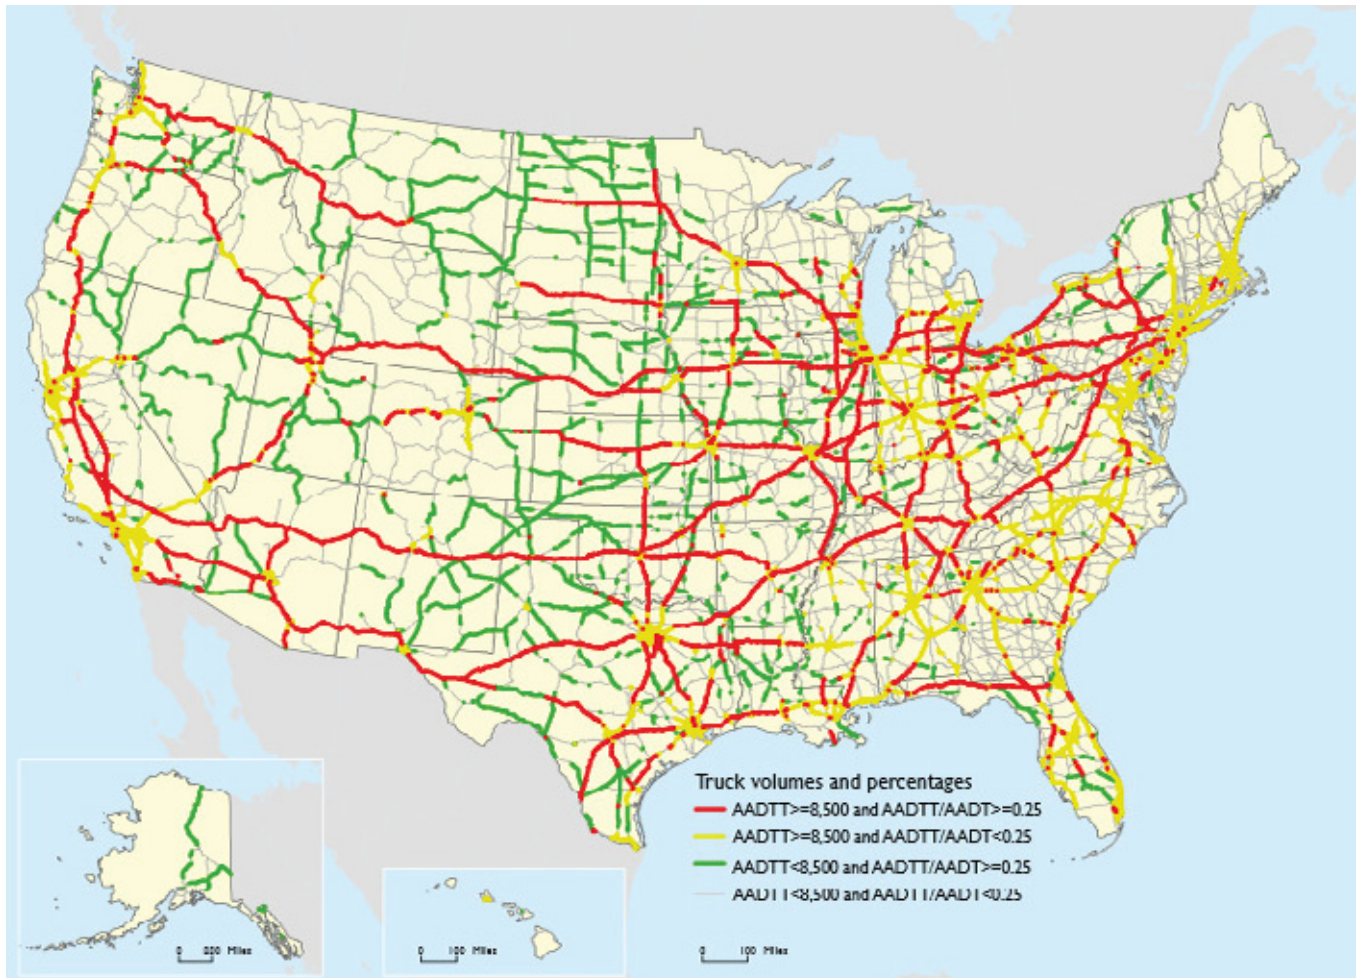 Truck volumes and percentages
AADTT>=8,500 and AADTT/AADT>=0.25
AADTT>=8,500 and AADTT/AADT<0.25
AADTT<8,500 and AADTT/AADT>=0.25
AADTT<8,500 and AADTT/AADT<0.25
0 200 Miles
0 100 Miles
0 100 Miles